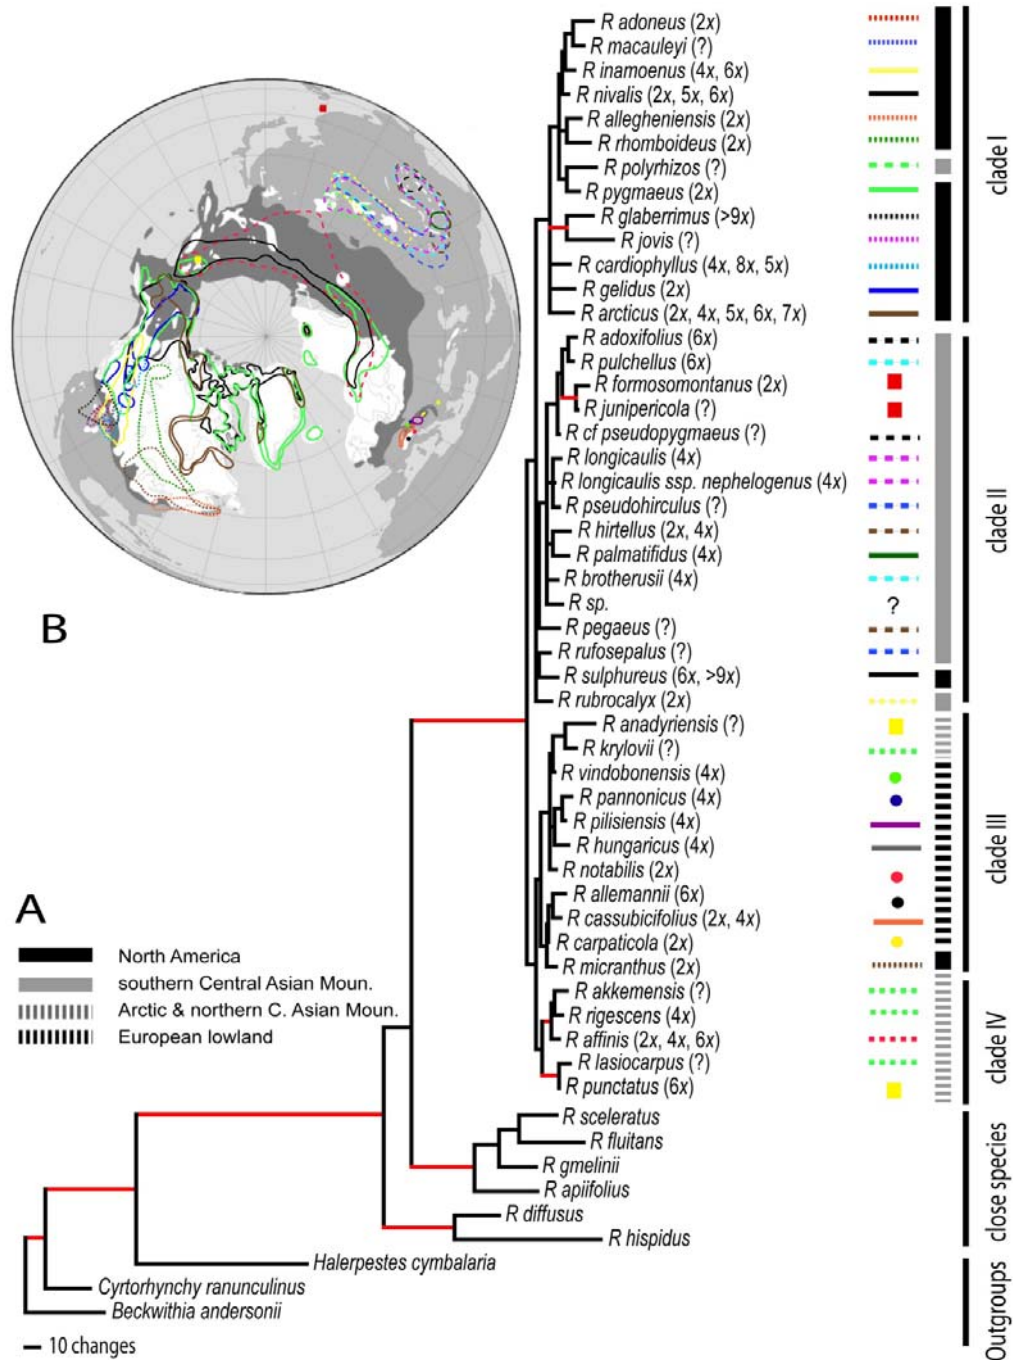 R adoneus (2x)
R macauleyi (?)
R inamoenus (4x, 6x)
R nivalis (2x, 5x, 6x)
R allegheniensis (2x)
R rhomboideus (2x)
R polyrhizos (?)
R pygmaeus (2x)
R glaberrimus (>9x)
R jovis (?)
R cardiophyllus (4x, 8x, 5x)
R gelidus (2x)
R arcticus (2x, 4x, 5x, 6x, 7x)
clade I
R adoxifolius (6x)
R pulchellus (6x)
R formosomontanus (2x)
R junipericola (?)
R cf pseudopygmaeus (?)
R longicaulis (4x)
R longicaulis ssp. nephelogenus (4x)
R pseudohirculus (?)
R hirtellus (2x, 4x)
R palmatifidus (4x)
R brotherusii (4x)
R sp. ?
R pegaeus (?)
R rufosepalus (?)
R sulphureus (6x, >9x)
R rubrocalyx (2x)
clade II
B
R anadyriensis (?)
R krylovii (?)
R vindobonensis (4x)
R pannonicus (4x)
R pilisiensis (4x)
R hungaricus (4x)
R notabilis (2x)
R allemannii (6x)
R cassubicifolius (2x, 4x)
R carpaticola (2x)
R micranthus (2x)
clade III
A
North America
southern Central Asian Moun.
Arctic & northern C. Asian Moun.
European lowland
R akkemensis (?)
R rigescens (4x)
R affinis (2x, 4x, 6x)
R lasiocarpus (?)
R punctatus (6x)
clade IV
R sceleratus
R fluitans
R gmelinii
R apiifolius
R diffusus
R hispidus
close species
Halerpestes cymbalaria
Cyrtorhynchy ranunculinus
Beckwithia andersonii
Outgroups
10 changes